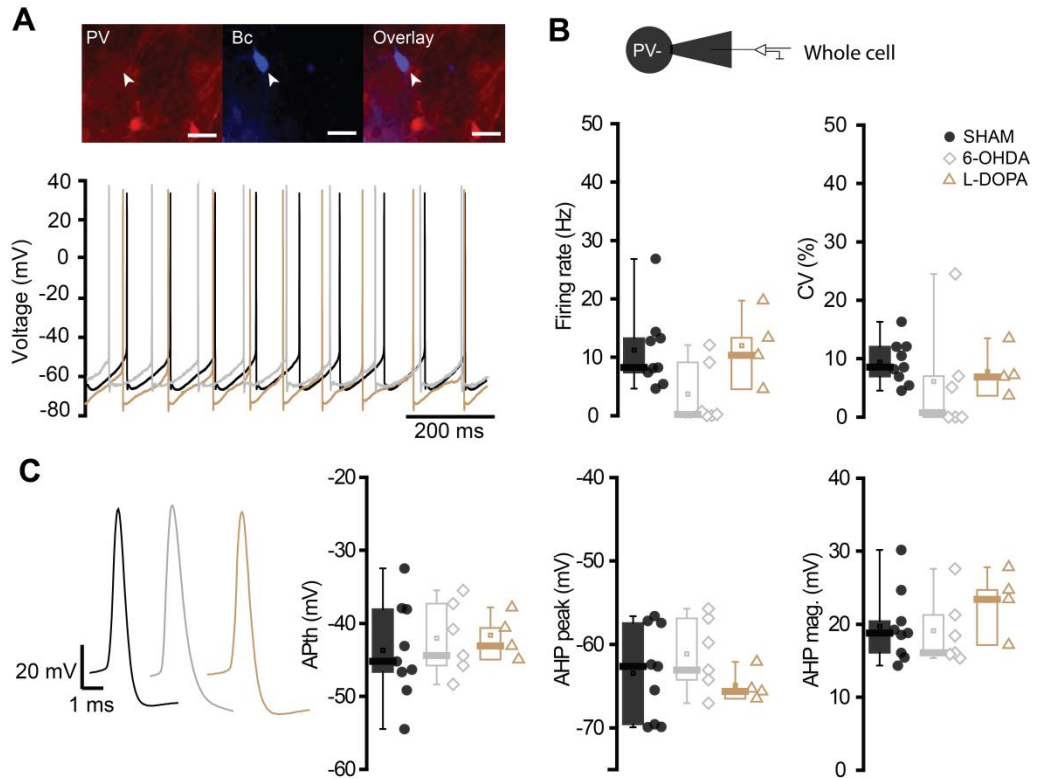 A
PV
Bc
Overlay
Voltage (mV)
40
20
0
-20
-40
-60
-80
200 ms
B
PV-
Whole cell
Firing rate (Hz)
50
40
30
20
10
0
CV (%)
50
40
30
20
10
0
SHAM
6-OHDA
L-DOPA
C
20 mV
1 ms
APth (mV)
-20
-30
-40
-50
-60
AHP peak (mV)
-40
-50
-60
-70
AHP mag. (mV)
40
30
20
10
0